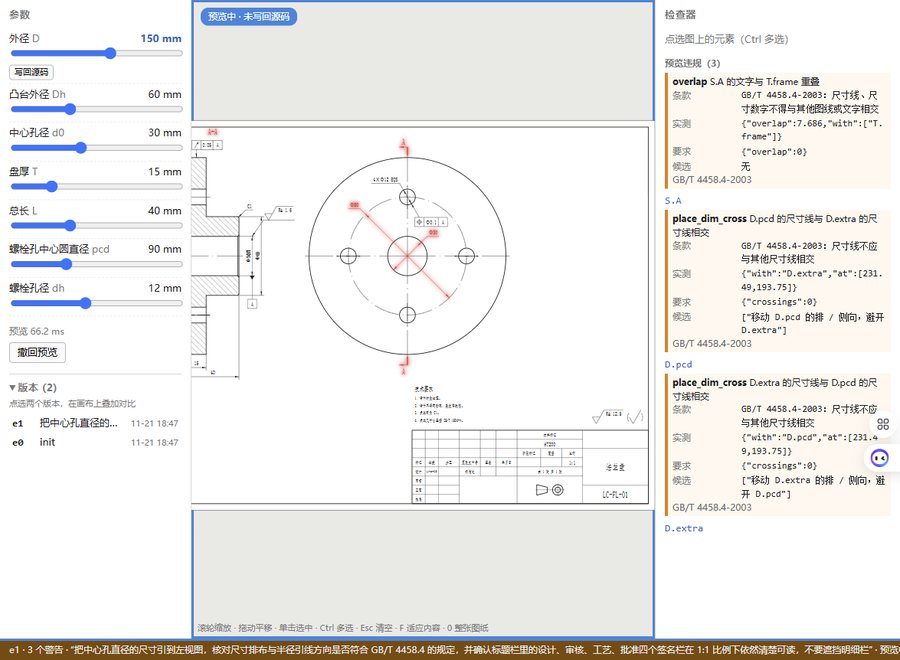 参数
外径 D 150 mm
写回源码
凸台外径 Dh 60 mm
中心孔径 d0 30 mm
盘厚 T 15 mm
总长 L 40 mm
螺栓孔中心圆直径 pcd 90 mm
螺栓孔径 dh 12 mm
预览 66.2 ms
撤回预览
▾版本 (2)
点选两个版本，在画布上叠加对比
e1 把中心孔直径的... 11-21 18:47
e0 init 11-21 18:47
预览中 · 未写回源码
A-A
A
C1
A
技术要求
法兰盘
LC-FL-01
滚轮缩放 · 拖动平移 · 单击选中 · Ctrl 多选 · Esc 清空 · F 适应内容 · 0 整张图纸
检查器
点选图上的元素（Ctrl 多选）
预览违规（3）
overlap S.A 的文字与 T.frame 重叠
条款 GB/T 4458.4-2003: 尺寸线、尺
寸数字不得与其他图线或文字相交
实测 {"overlap":7.686,"with":["T.
frame"]}
要求 {"overlap":0}
候选 无
GB/T 4458.4-2003
S.A
place_dim_cross D.pcd 的尺寸线与 D.extra 的尺
寸线相交
条款 GB/T 4458.4-2003: 尺寸线不应
与其他尺寸线相交
实测 {"with":"D.extra","at":[231.
49,193.75]}
要求 {"crossings":0}
候选 ["移动 D.pcd 的排 / 侧向，避开
D.extra"]
GB/T 4458.4-2003
D.pcd
place_dim_cross D.extra 的尺寸线与 D.pcd 的尺
寸线相交
条款 GB/T 4458.4-2003: 尺寸线不应
与其他尺寸线相交
实测 {"with":"D.pcd","at":[231.4
9,193.75]}
要求 {"crossings":0}
候选 ["移动 D.extra 的排 / 侧向，避
开 D.pcd"]
GB/T 4458.4-2003
D.extra
e1 · 3 个警告 · "把中心孔直径的尺寸引到左视图，核对尺寸排布与半径引线方向是否符合 GB/T 4458.4 的规定，并确认标题栏里的设计、审核、工艺、批准四个签名栏在 1:1 比例下依然清楚可读，不要遮挡明细栏" · 预览